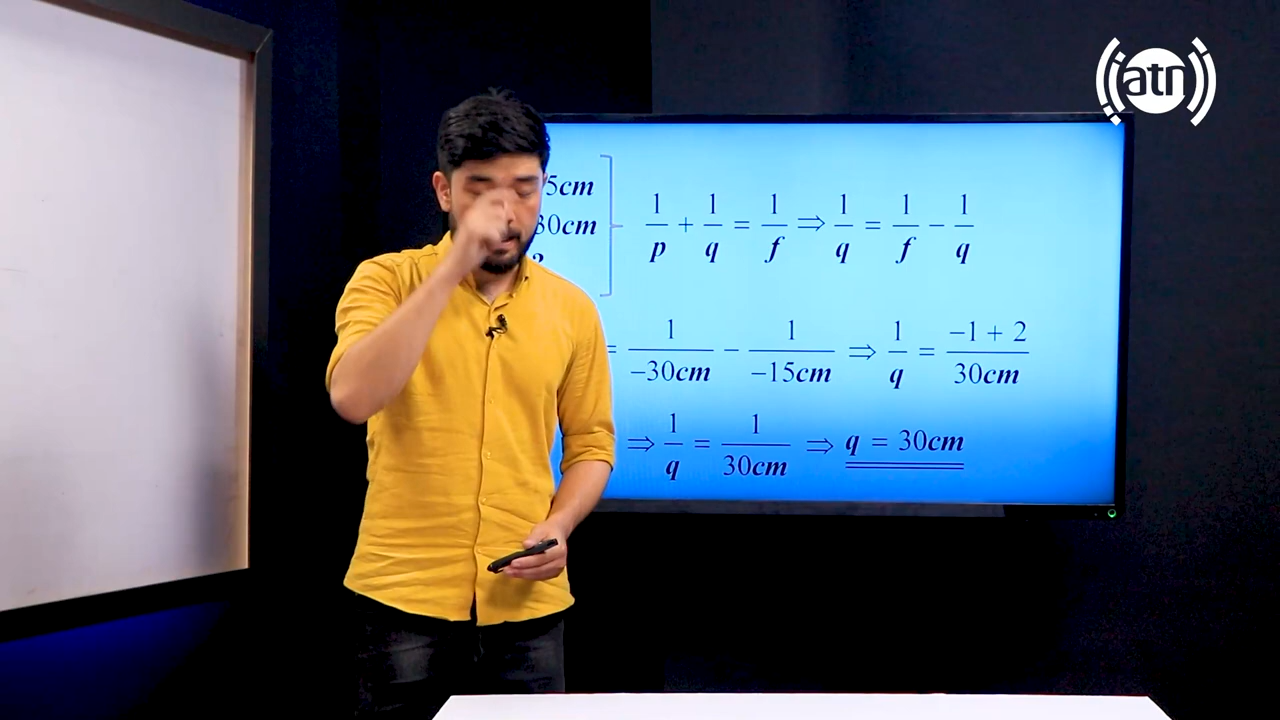 atn
5cm
30cm
1/p + 1/q = 1/f ⇒ 1/q = 1/f − 1/q
= 1/−30cm − 1/−15cm ⇒ 1/q = −1 + 2/30cm
⇒ 1/q = 1/30cm ⇒ q = 30cm